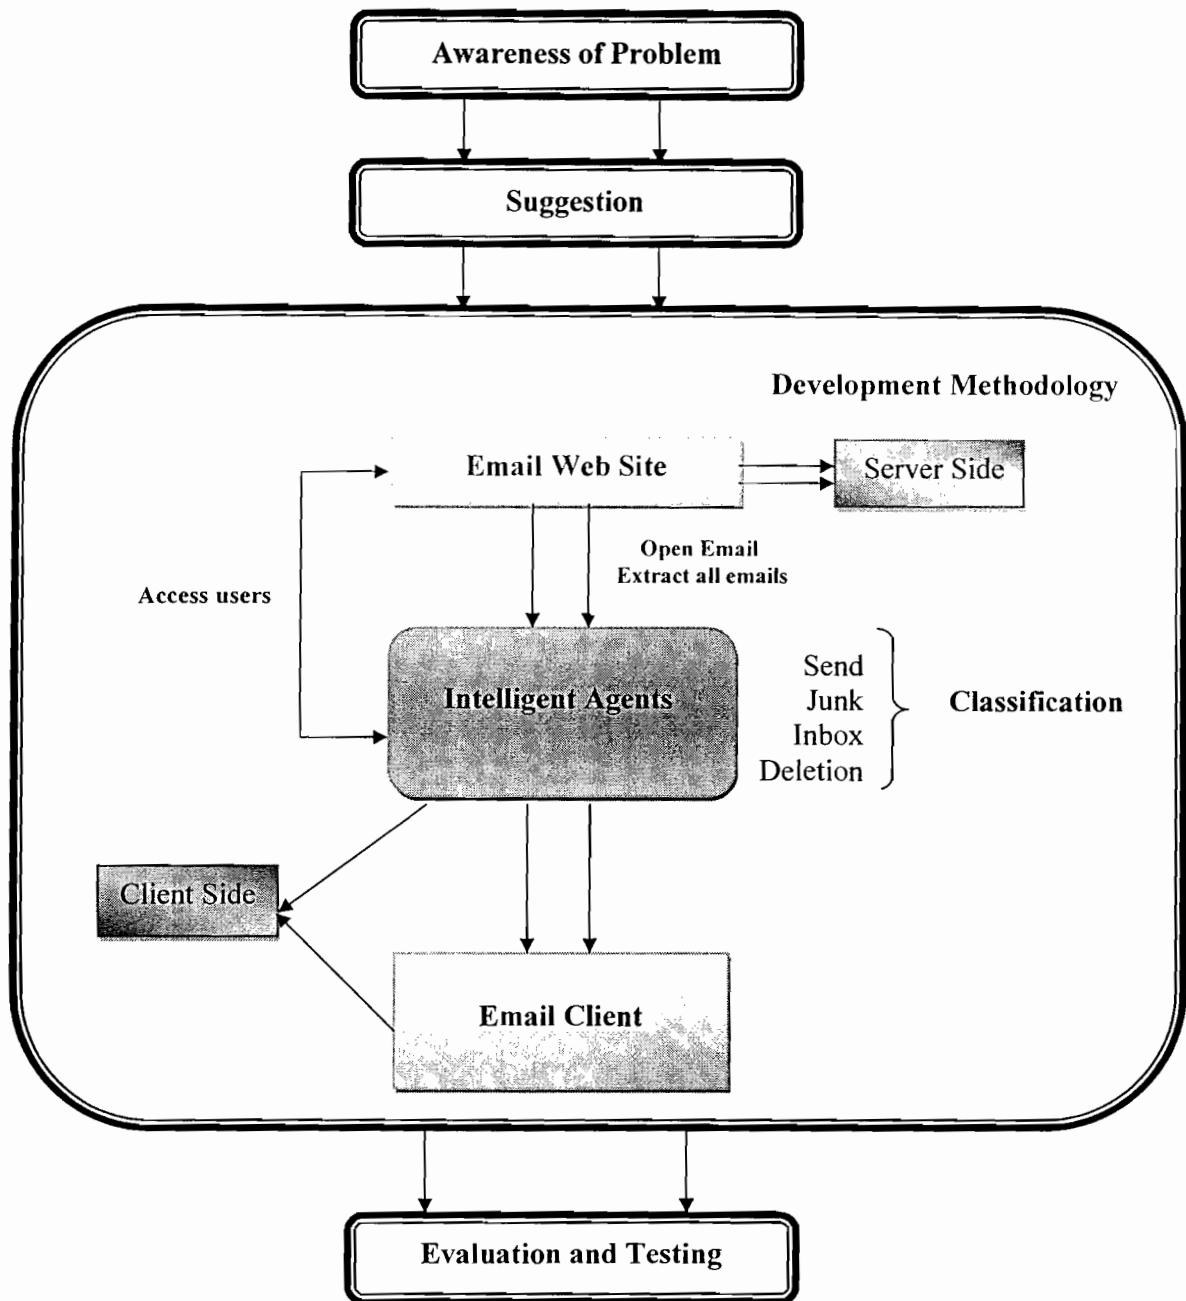 Awareness of Problem
Suggestion
Development Methodology
Email Web Site
Server Side
Open Email
Extract all emails
Access users
Intelligent Agents
Send
Junk
Inbox
Deletion
Classification
Client Side
Email Client
Evaluation and Testing